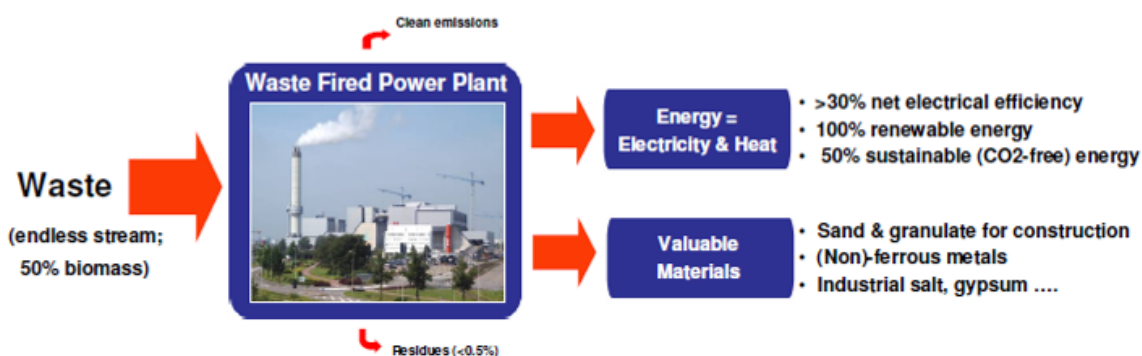 Clean emissions
Waste Fired Power Plant
Waste
(endless stream;
50% biomass)
Energy =
Electricity & Heat
• >30% net electrical efficiency
• 100% renewable energy
• 50% sustainable (CO2-free) energy
Valuable
Materials
• Sand & granulate for construction
• (Non)-ferrous metals
• Industrial salt, gypsum ....
Residues (<0.5%)